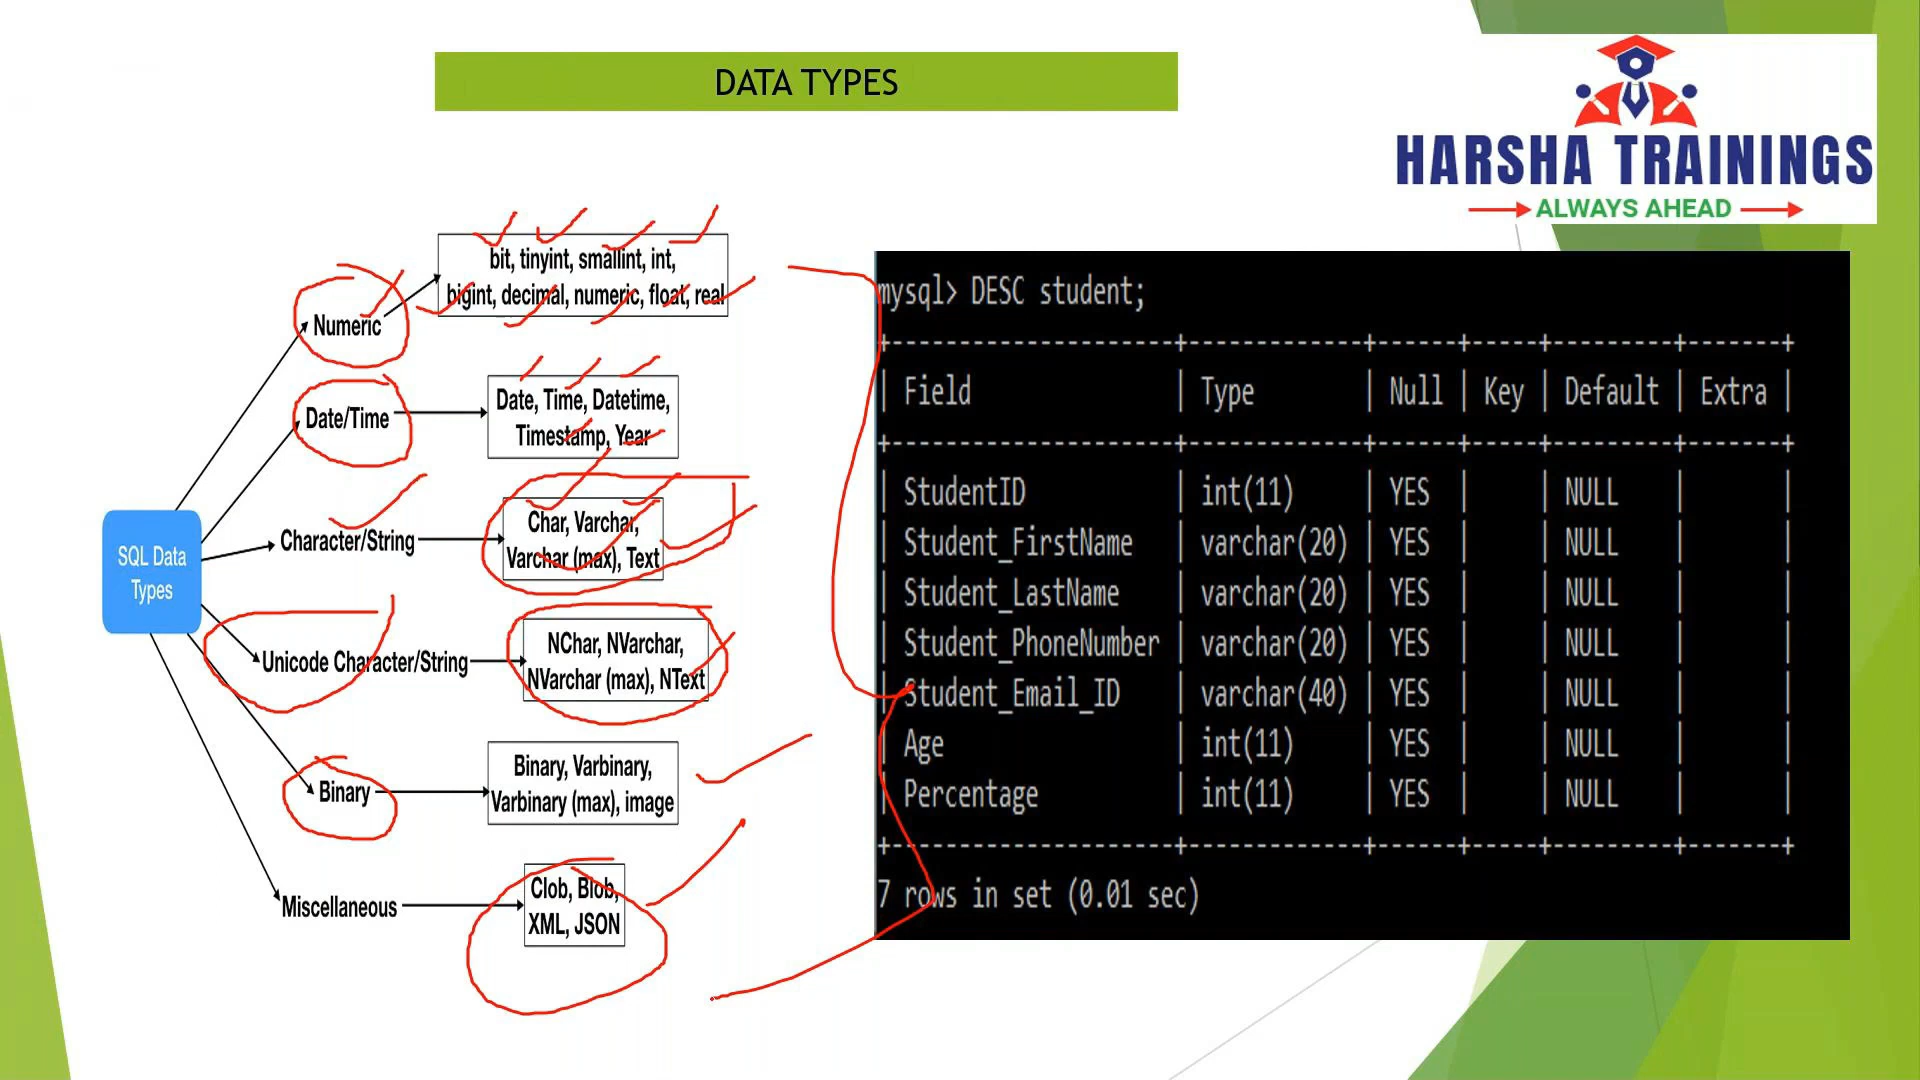 DATA TYPES
HARSHA TRAININGS
ALWAYS AHEAD
SQL Data
Types
Numeric
bit, tinyint, smallint, int,
bigint, decimal, numeric, float, real
Date/Time
Date, Time, Datetime,
Timestamp, Year
Character/String
Char, Varchar,
Varchar (max), Text
Unicode Character/String
NChar, NVarchar,
NVarchar (max), NText
Binary
Binary, Varbinary,
Varbinary (max), image
Miscellaneous
Clob, Blob,
XML, JSON
mysql> DESC student;
+---------------------+-------------+------+-----+---------+-------+
| Field | Type | Null | Key | Default | Extra |
+---------------------+-------------+------+-----+---------+-------+
| StudentID | int(11) | YES | | NULL | |
| Student_FirstName | varchar(20) | YES | | NULL | |
| Student_LastName | varchar(20) | YES | | NULL | |
| Student_PhoneNumber | varchar(20) | YES | | NULL | |
| Student_Email_ID | varchar(40) | YES | | NULL | |
| Age | int(11) | YES | | NULL | |
| Percentage | int(11) | YES | | NULL | |
+---------------------+-------------+------+-----+---------+-------+
7 rows in set (0.01 sec)